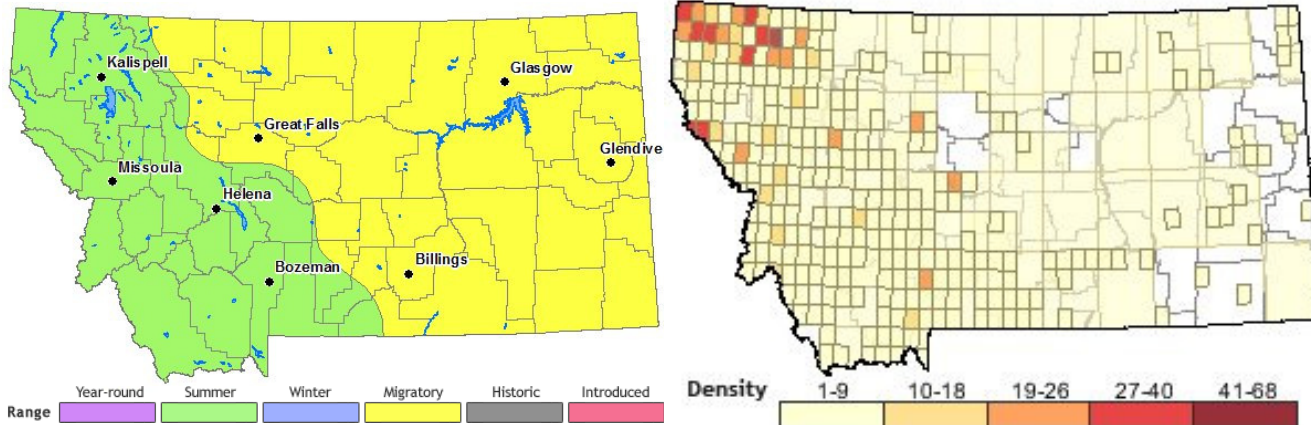 Kalispell
Glasgow
Great Falls
Glendive
Missoula
Helena
Billings
Bozeman
Year-round Summer Winter Migratory Historic Introduced
Range
Density 1-9 10-18 19-26 27-40 41-68